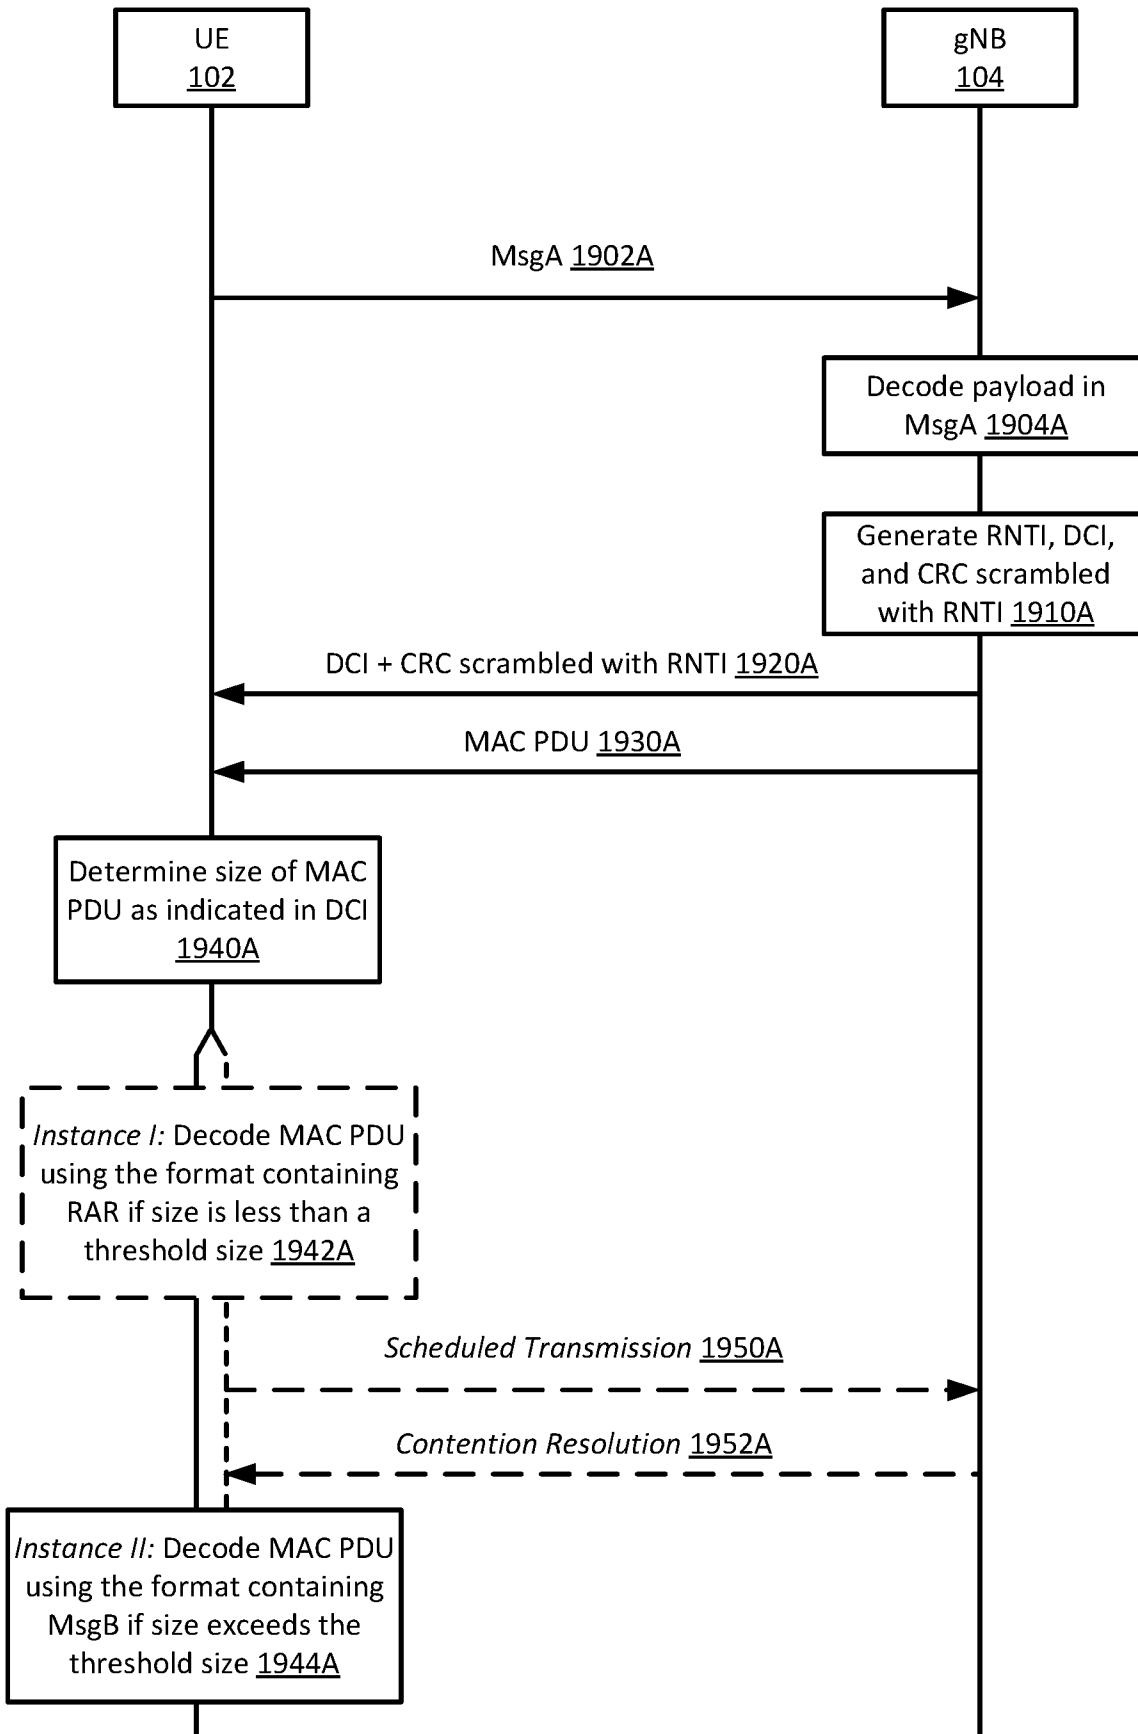 UE
102
gNB
104
MsgA 1902A
Decode payload in
MsgA 1904A
Generate RNTI, DCI,
and CRC scrambled
with RNTI 1910A
DCI + CRC scrambled with RNTI 1920A
MAC PDU 1930A
Determine size of MAC
PDU as indicated in DCI
1940A
Instance I: Decode MAC PDU
using the format containing
RAR if size is less than a
threshold size 1942A
Scheduled Transmission 1950A
Contention Resolution 1952A
Instance II: Decode MAC PDU
using the format containing
MsgB if size exceeds the
threshold size 1944A